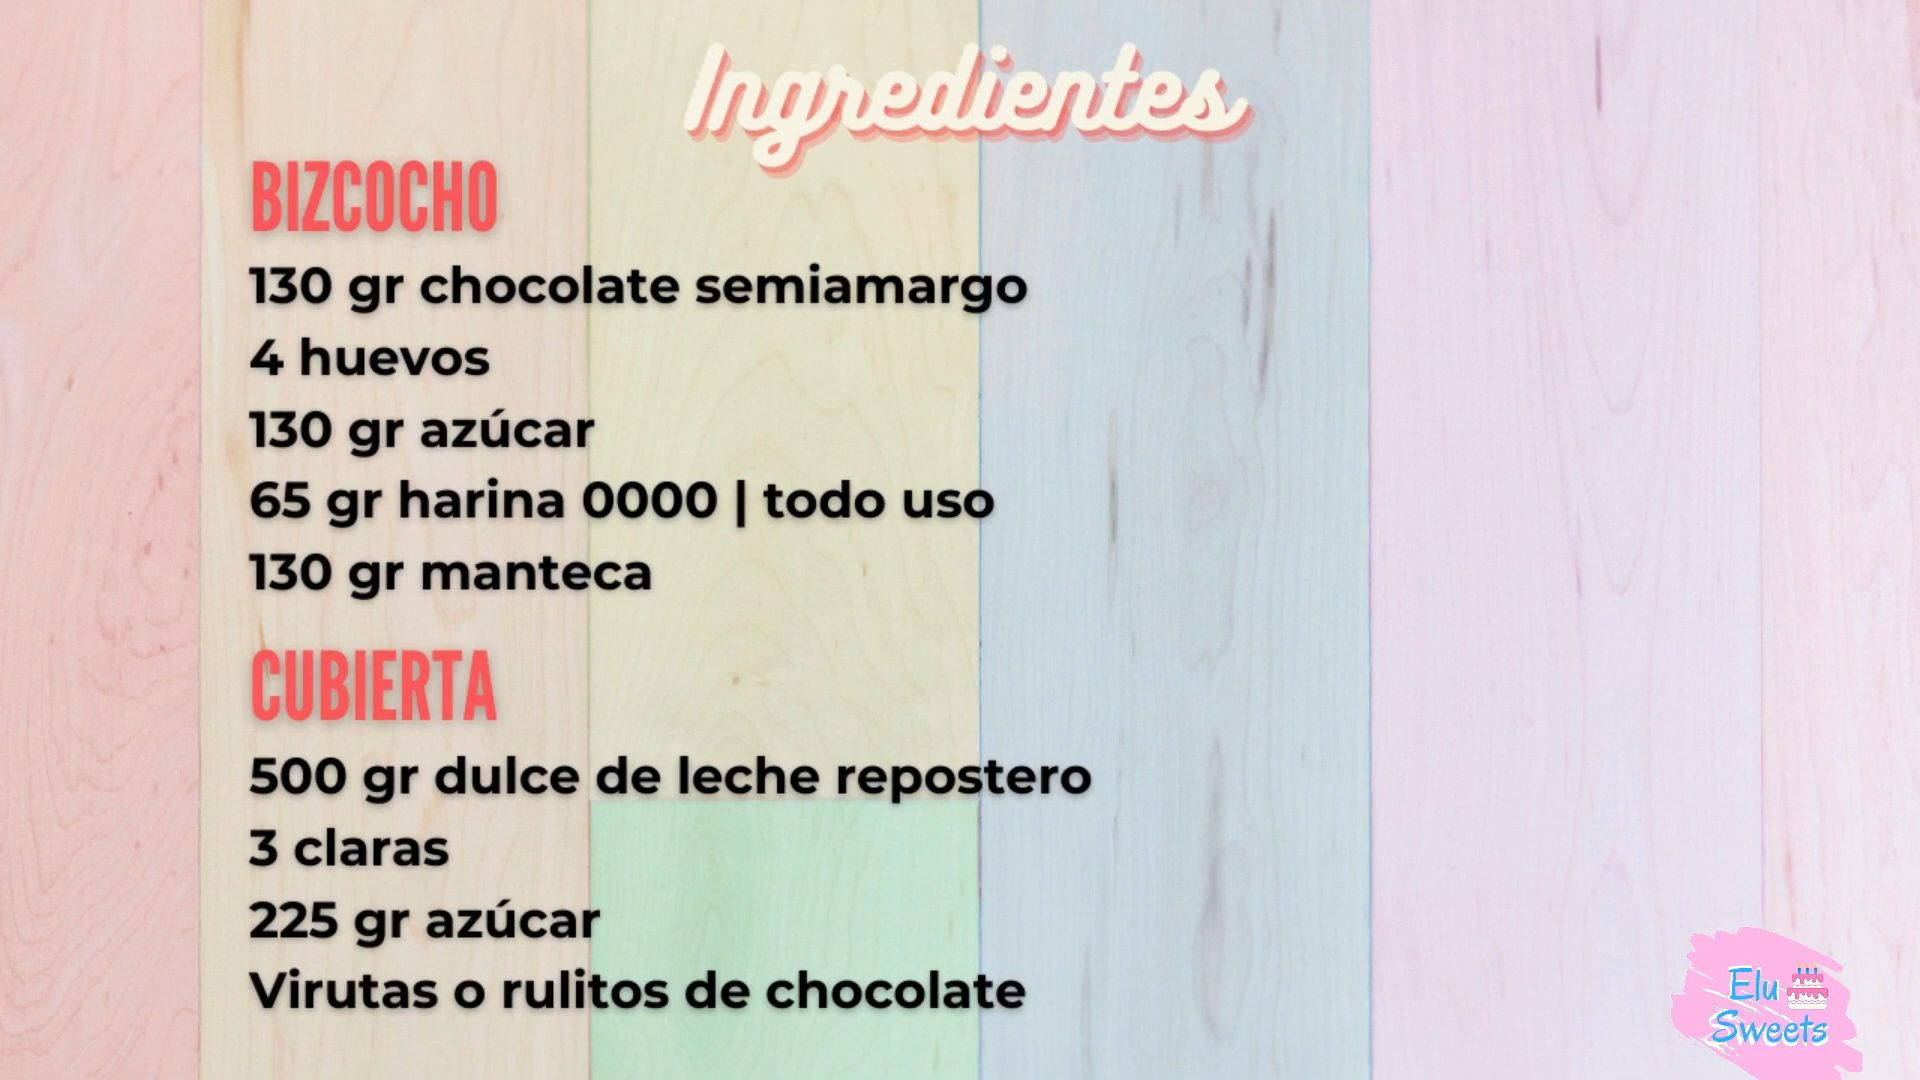 Ingredientes
BIZCOCHO
130 gr chocolate semiamargo
4 huevos
130 gr azúcar
65 gr harina 0000 | todo uso
130 gr manteca
CUBIERTA
500 gr dulce de leche repostero
3 claras
225 gr azúcar
Virutas o rulitos de chocolate
Elu
Sweets